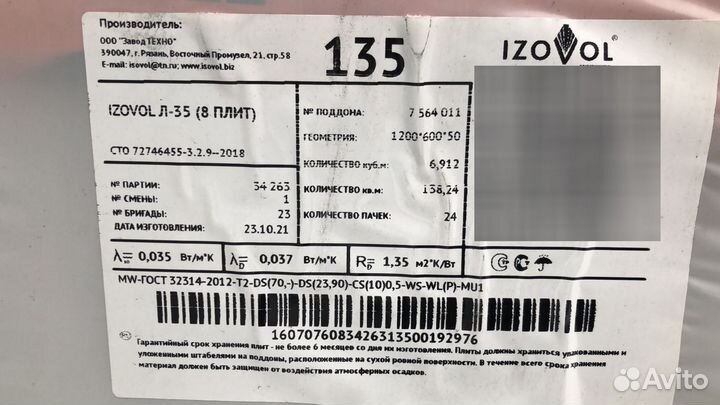 Производитель:
ООО "Завод ТЕХНО"
390047, г. Рязань, Восточный Промузел, 21, стр.58
E-mail: isovol@tn.ru; www.isovol.biz
135
IZOVOL®
IZOVOL Л-35 (8 ПЛИТ)
СТО 72746455-3.2.9--2018
№ ПАРТИИ: 34 263
№ СМЕНЫ: 1
№ БРИГАДЫ: 23
ДАТА ИЗГОТОВЛЕНИЯ: 23.10.21
№ ПОДДОНА: 7 564 011
ГЕОМЕТРИЯ: 1200*600*50
КОЛИЧЕСТВО куб.м: 6,912
КОЛИЧЕСТВО кв.м: 138,24
КОЛИЧЕСТВО ПАЧЕК: 24
λ= 0,035 Вт/м*К λ= 0,037 Вт/м*К R= 1,35 м2*К/Вт
D D
MW-ГОСТ 32314-2012-T2-DS(70,-)-DS(23,90)-CS(10)0,5-WS-WL(P)-MU1
1607076083426313500192976
Гарантийный срок хранения плит - не более 6 месяцев со дня их изготовления. Плиты должны храниться упакованными и
уложенными штабелями на поддоны, расположенные на сухой ровной поверхности. В течение всего срока хранения
материал должен быть защищен от воздействия атмосферных осадков.
Avito